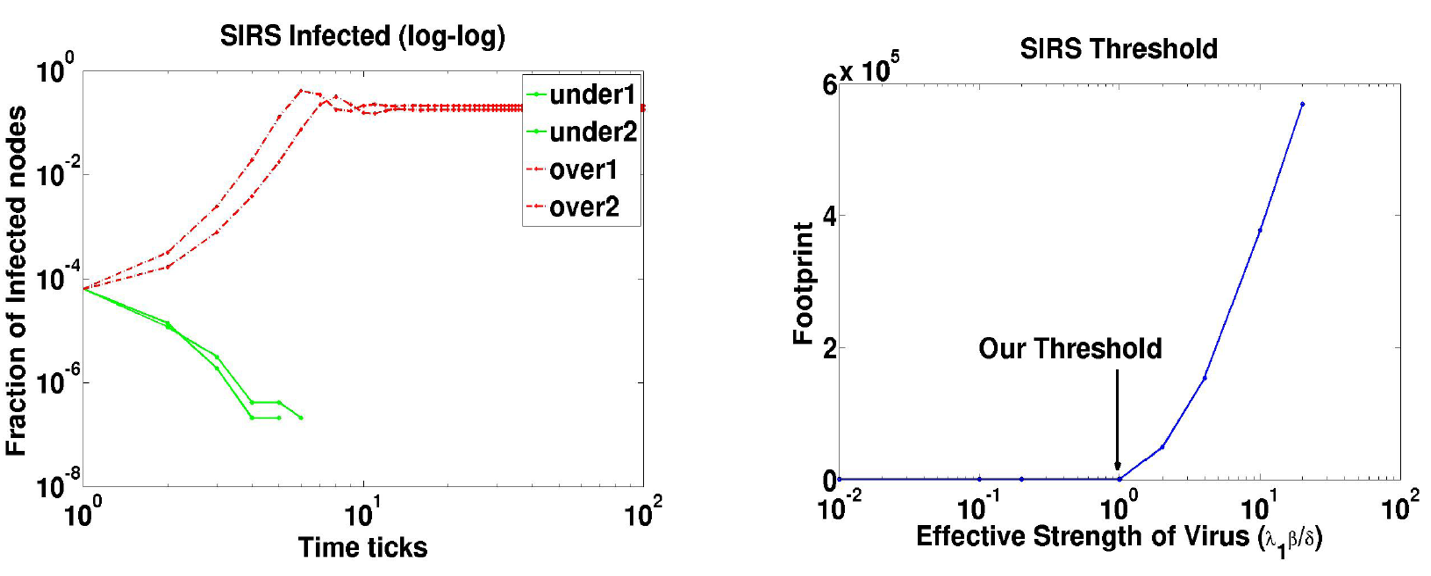 SIRS Infected (log-log)
Fraction of Infected nodes
10^0
10^-2
10^-4
10^-6
10^-8
under1
under2
over1
over2
10^0
10^1
10^2
Time ticks
SIRS Threshold
x 10^5
Footprint
6
4
2
0
Our Threshold
10^-2
10^-1
10^0
10^1
10^2
Effective Strength of Virus (λ_1β/δ)